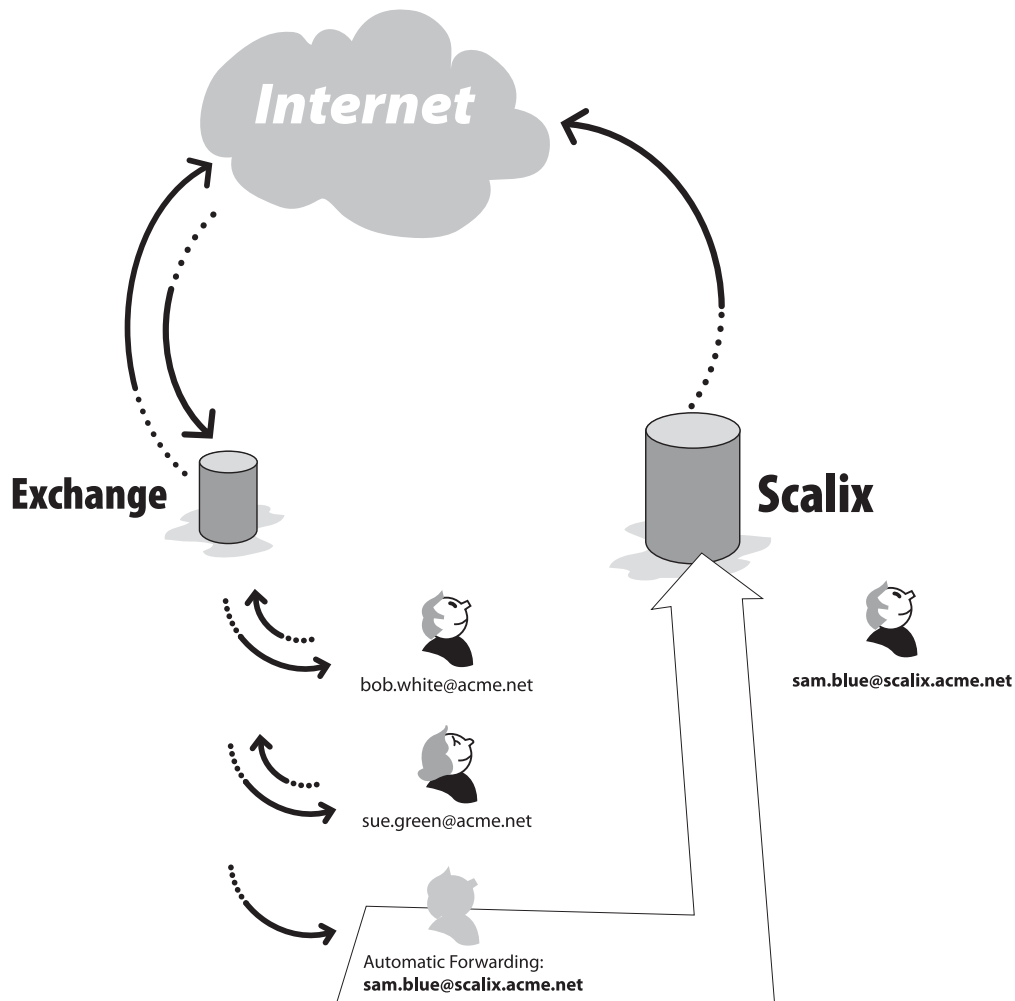 Internet
Exchange
Scalix
bob.white@acme.net
sam.blue@scalix.acme.net
sue.green@acme.net
Automatic Forwarding:
sam.blue@scalix.acme.net